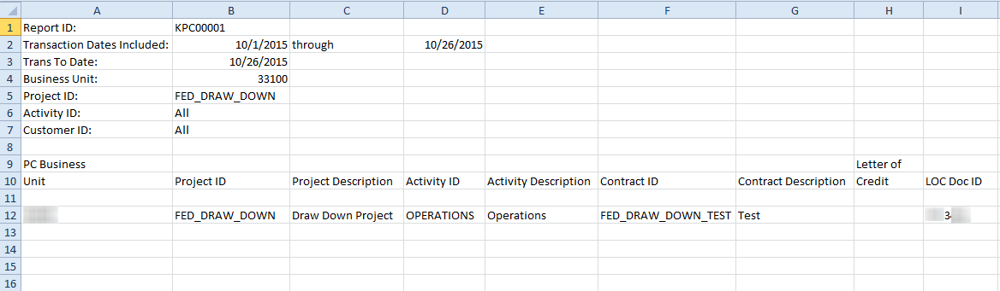 A B C D E F G H I
1 Report ID: KPC00001
2 Transaction Dates Included: 10/1/2015 through 10/26/2015
3 Trans To Date: 10/26/2015
4 Business Unit: 33100
5 Project ID: FED_DRAW_DOWN
6 Activity ID: All
7 Customer ID: All
8
9 PC Business Letter of
10 Unit Project ID Project Description Activity ID Activity Description Contract ID Contract Description Credit LOC Doc ID
11
12 FED_DRAW_DOWN Draw Down Project OPERATIONS Operations FED_DRAW_DOWN_TEST Test
13
14
15
16